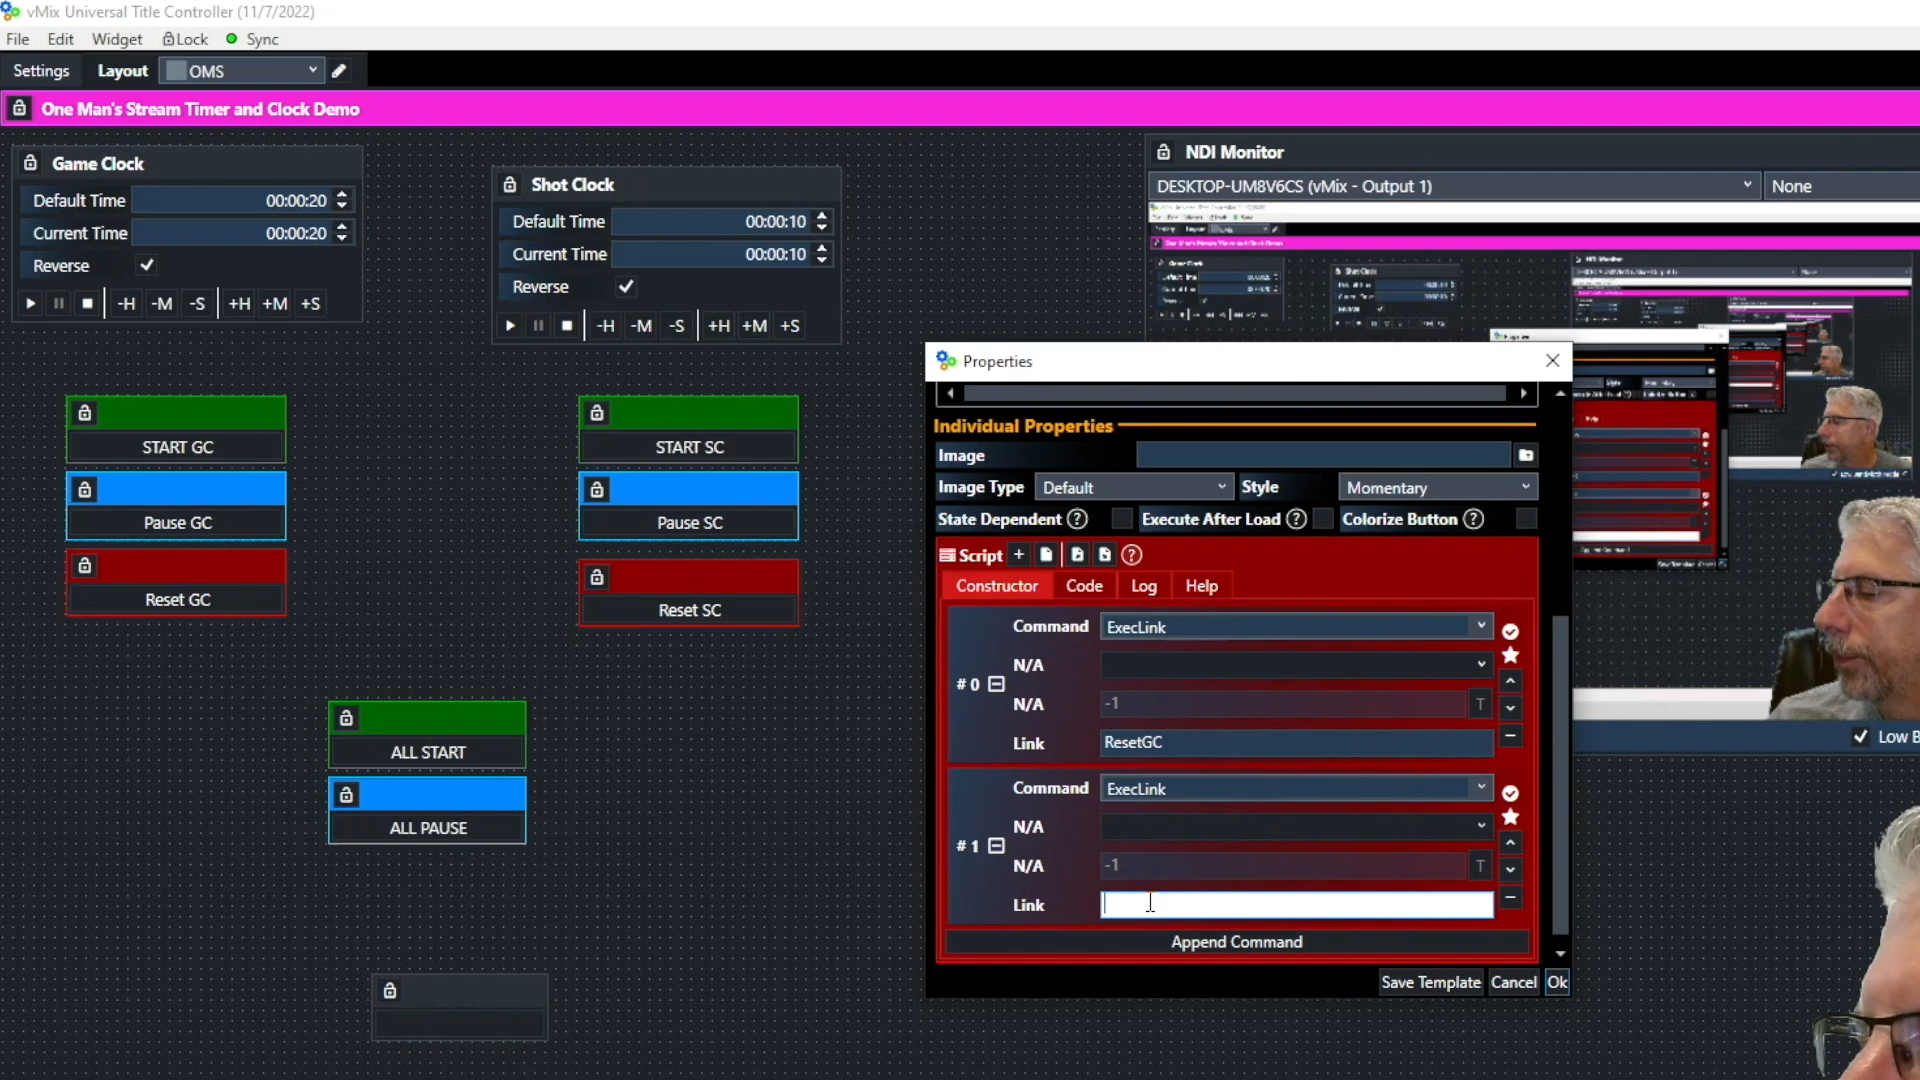 vMix Universal Title Controller (11/7/2022)
File Edit Widget Lock Sync
Settings Layout OMS
One Man's Stream Timer and Clock Demo
Game Clock
Default Time 00:00:20
Current Time 00:00:20
Reverse
-H -M -S +H +M +S
Shot Clock
Default Time 00:00:10
Current Time 00:00:10
Reverse
-H -M -S +H +M +S
NDI Monitor
DESKTOP-UM8V6CS (vMix - Output 1) None
START GC
Pause GC
Reset GC
START SC
Pause SC
Reset SC
ALL START
ALL PAUSE
Properties
Individual Properties
Image
Image Type Default Style Momentary
State Dependent ? Execute After Load ? Colorize Button ?
Script + ?
Constructor Code Log Help
Command ExecLink
N/A
# 0
N/A -1 T
Link ResetGC
Command ExecLink
N/A
# 1
N/A -1 T
Link
Append Command
Save Template Cancel Ok
Low B